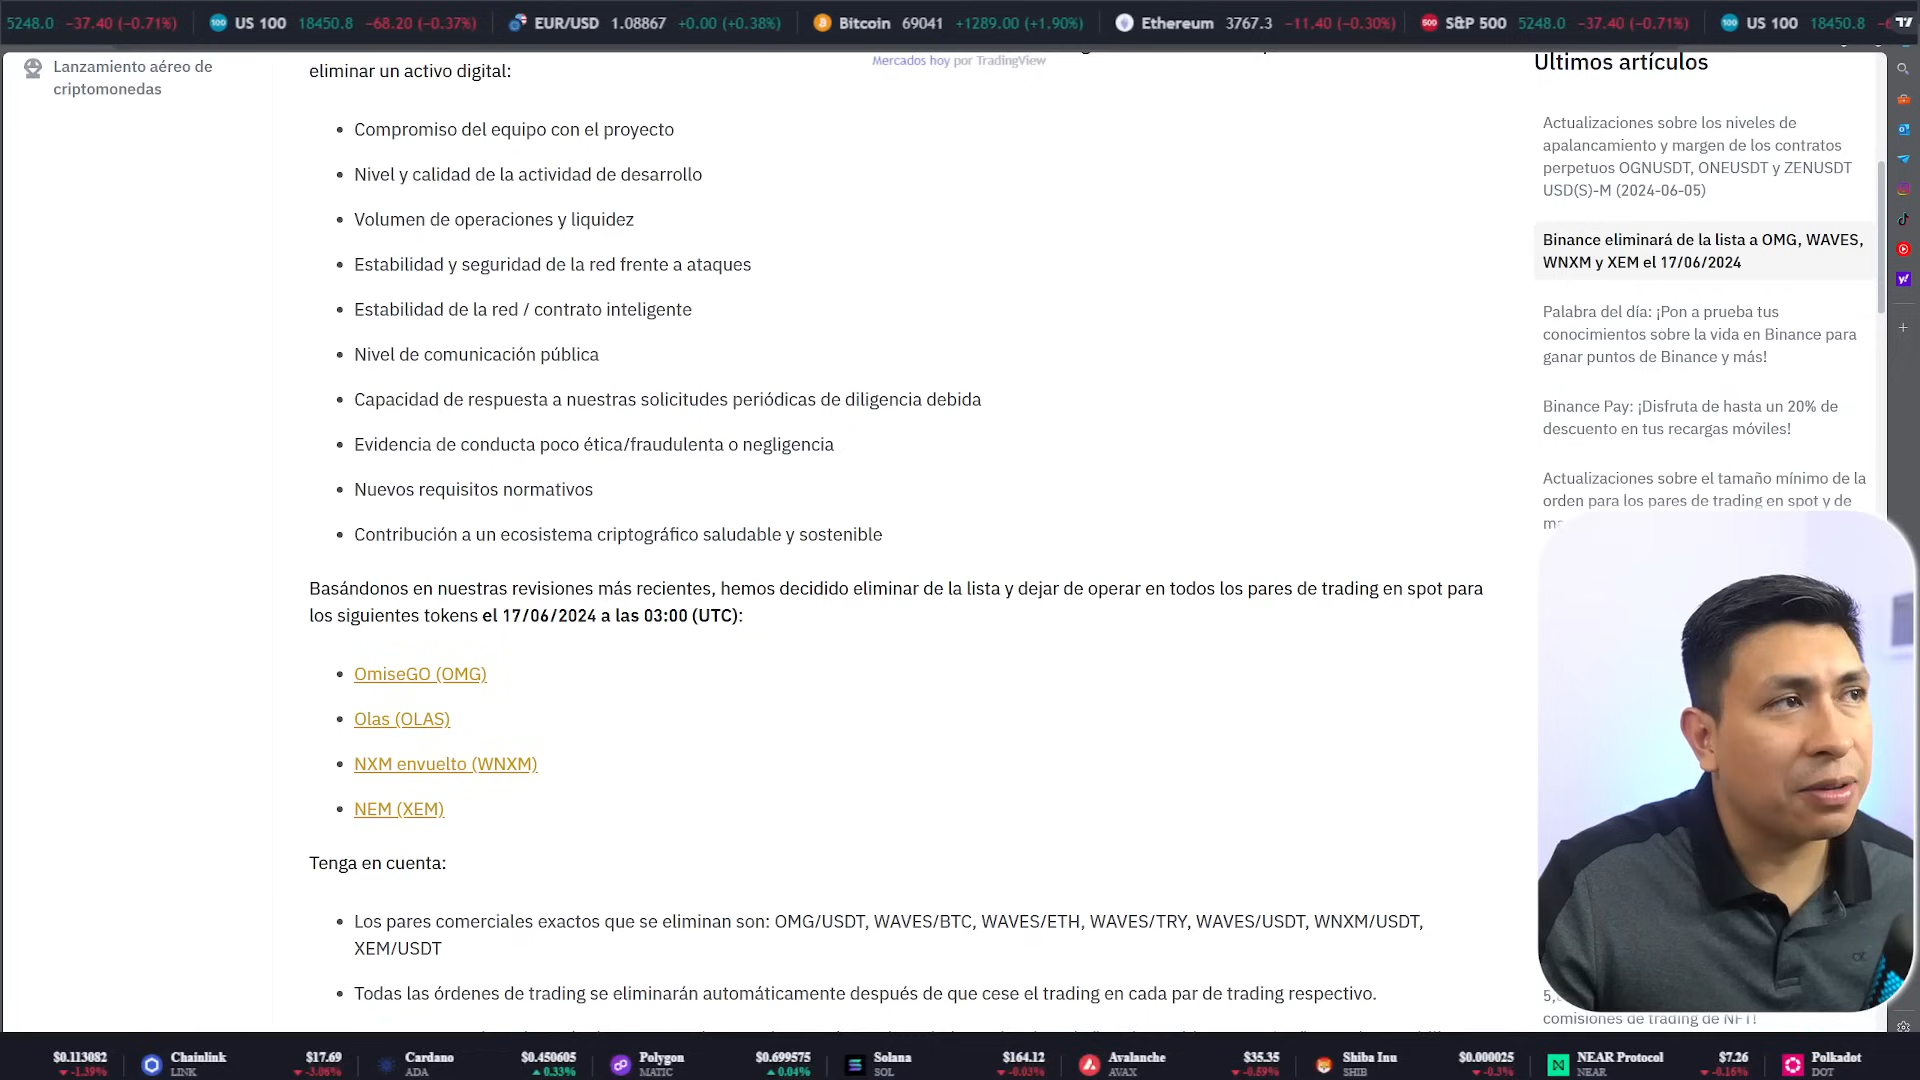 5248.0 −37.40 (−0.71%) US 100 18450.8 −68.20 (−0.37%) EUR/USD 1.08867 +0.00 (+0.38%) Bitcoin 69041 +1289.00 (+1.90%) Ethereum 3767.3 −11.40 (−0.30%) S&P 500 5248.0 −37.40 (−0.71%) US 100 18450.8
Mercados hoy por TradingView
Lanzamiento aéreo de
criptomonedas
eliminar un activo digital:
• Compromiso del equipo con el proyecto
• Nivel y calidad de la actividad de desarrollo
• Volumen de operaciones y liquidez
• Estabilidad y seguridad de la red frente a ataques
• Estabilidad de la red / contrato inteligente
• Nivel de comunicación pública
• Capacidad de respuesta a nuestras solicitudes periódicas de diligencia debida
• Evidencia de conducta poco ética/fraudulenta o negligencia
• Nuevos requisitos normativos
• Contribución a un ecosistema criptográfico saludable y sostenible
Basándonos en nuestras revisiones más recientes, hemos decidido eliminar de la lista y dejar de operar en todos los pares de trading en spot para
los siguientes tokens el 17/06/2024 a las 03:00 (UTC):
• OmiseGO (OMG)
• Olas (OLAS)
• NXM envuelto (WNXM)
• NEM (XEM)
Tenga en cuenta:
• Los pares comerciales exactos que se eliminan son: OMG/USDT, WAVES/BTC, WAVES/ETH, WAVES/TRY, WAVES/USDT, WNXM/USDT,
XEM/USDT
• Todas las órdenes de trading se eliminarán automáticamente después de que cese el trading en cada par de trading respectivo.
Últimos artículos
Actualizaciones sobre los niveles de
apalancamiento y margen de los contratos
perpetuos OGNUSDT, ONEUSDT y ZENUSDT
USD(S)-M (2024-06-05)
Binance eliminará de la lista a OMG, WAVES,
WNXM y XEM el 17/06/2024
Palabra del día: ¡Pon a prueba tus
conocimientos sobre la vida en Binance para
ganar puntos de Binance y más!
Binance Pay: ¡Disfruta de hasta un 20% de
descuento en tus recargas móviles!
Actualizaciones sobre el tamaño mínimo de la
orden para los pares de trading en spot y de
comisiones de trading de NFT!
$0.113082 Chainlink $17.69 Cardano $0.450605 Polygon $0.699575 Solana $164.12 Avalanche $35.35 Shiba Inu $0.000025 NEAR Protocol $7.26 Polkadot
▼ -1.39% LINK ▼ -3.06% ADA ▲ 0.33% MATIC ▲ 0.04% SOL ▼ -0.03% AVAX ▼ -0.59% SHIB ▼ -0.3% NEAR ▼ -0.16% DOT